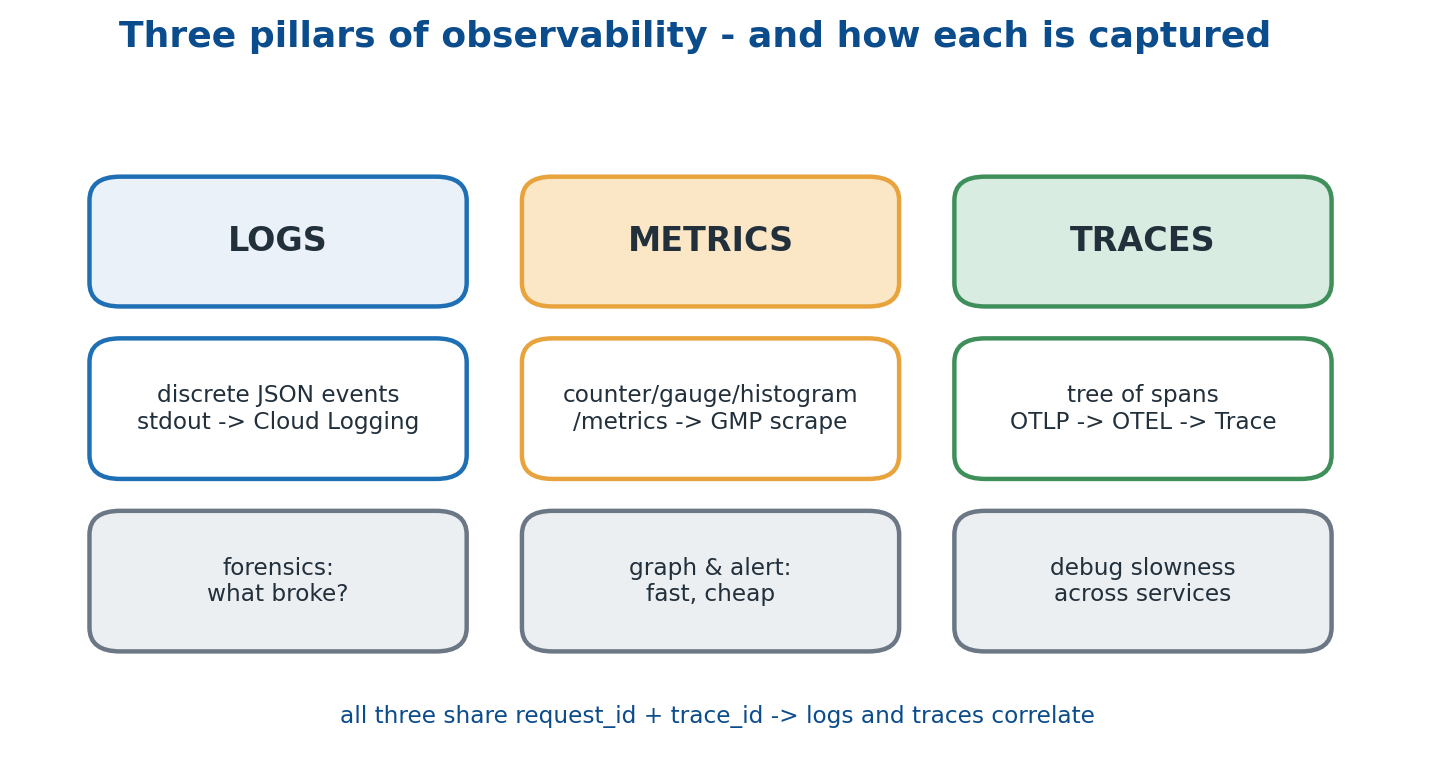 Three pillars of observability - and how each is captured
LOGS
METRICS
TRACES
discrete JSON events
stdout -> Cloud Logging
counter/gauge/histogram
/metrics -> GMP scrape
tree of spans
OTLP -> OTEL -> Trace
forensics:
what broke?
graph & alert:
fast, cheap
debug slowness
across services
all three share request_id + trace_id -> logs and traces correlate